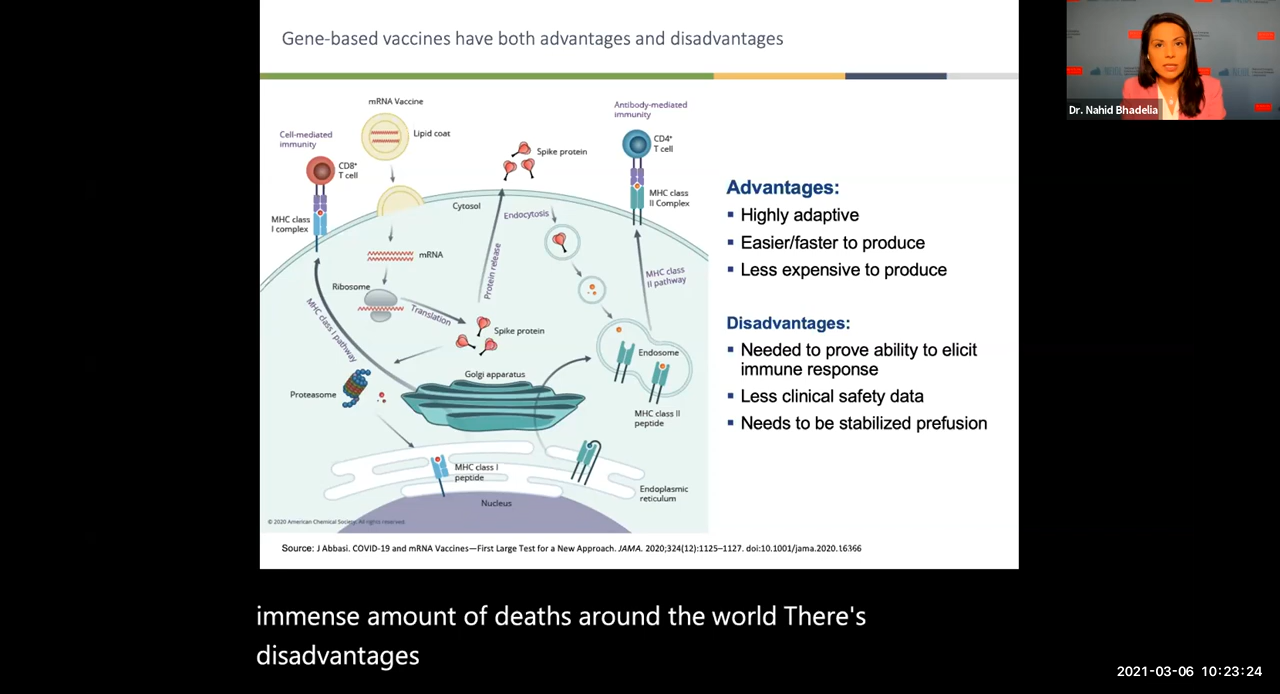 Gene-based vaccines have both advantages and disadvantages
mRNA Vaccine
Lipid coat
Cell-mediated
immunity
CD8+
T cell
MHC class
I complex
Antibody-mediated
immunity
CD4+
T cell
MHC class
II Complex
Spike protein
Cytosol
Endocytosis
mRNA
Ribosome
Translation
Protein release
MHC class
II pathway
MHC class I pathway
Spike protein
Golgi apparatus
Endosome
Proteasome
MHC class II
peptide
MHC class I
peptide
Endoplasmic
reticulum
Nucleus
© 2020 American Chemical Society. All rights reserved.
Advantages:
▪ Highly adaptive
▪ Easier/faster to produce
▪ Less expensive to produce
Disadvantages:
▪ Needed to prove ability to elicit
immune response
▪ Less clinical safety data
▪ Needs to be stabilized prefusion
Source: J Abbasi. COVID-19 and mRNA Vaccines—First Large Test for a New Approach. JAMA. 2020;324(12):1125–1127. doi:10.1001/jama.2020.16366
Dr. Nahid Bhadelia
immense amount of deaths around the world There's
disadvantages
2021-03-06 10:23:24